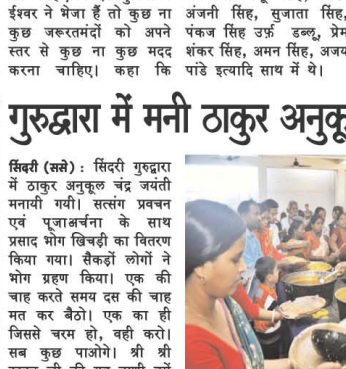 ईश्वर ने भेजा हैं तो कुछ ना
कुछ जरूरतमंदों को अपने
स्तर से कुछ ना कुछ मदद
करना चाहिए। कहा कि
अंजनी सिंह, सुजाता सिंह,
पंकज सिंह उर्फ़ डब्लू, प्रेम
शंकर सिंह, अमन सिंह, अजय
पांडे इत्यादि साथ में थे।
गुरुद्वारा में मनी ठाकुर अनुकू
सिंदरी (ससे) : सिंदरी गुरुद्वारा
में ठाकुर अनुकूल चंद्र जयंती
मनायी गयी। सत्संग प्रवचन
एवं पूजाअर्चना के साथ
प्रसाद भोग खिचड़ी का वितरण
किया गया। सैकड़ों लोगों ने
भोग ग्रहण किया। एक की
चाह करते समय दस की चाह
मत कर बैठो। एक का ही
जिससे चरम हो, वही करो।
सब कुछ पाओगे। श्री श्री